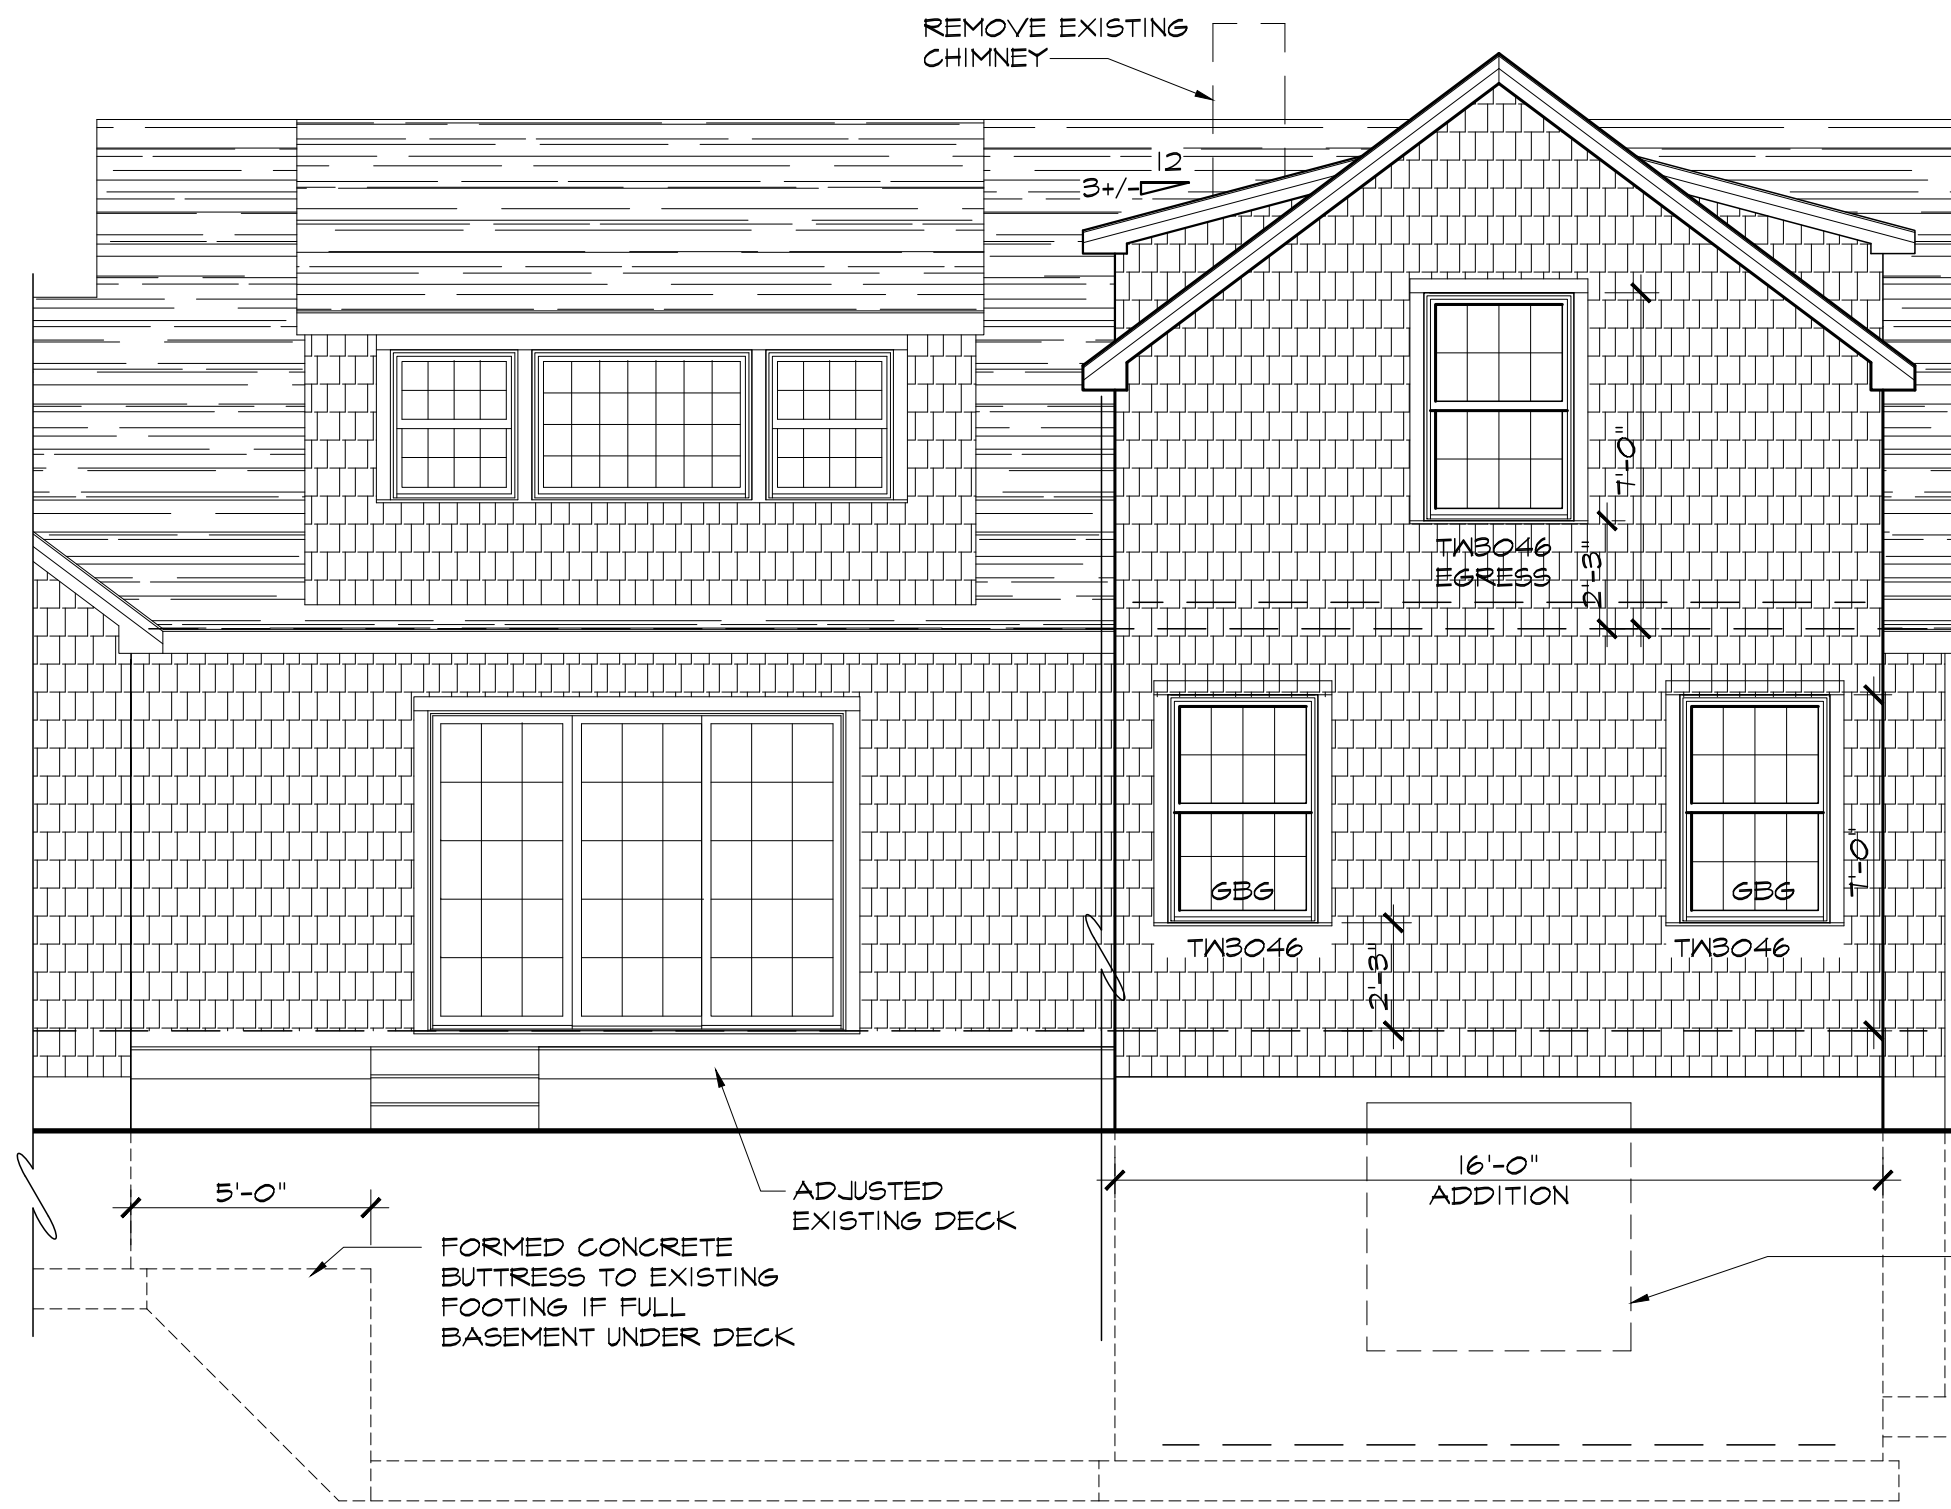 REMOVE EXISTING
CHIMNEY
12
3+/-
7'-0"
TW3046
EGRESS
2'-3"
7'-0"
GBG
GBG
TW3046
TW3046
2'-3"
16'-0"
ADDITION
5'-0"
ADJUSTED
EXISTING DECK
FORMED CONCRETE
BUTTRESS TO EXISTING
FOOTING IF FULL
BASEMENT UNDER DECK